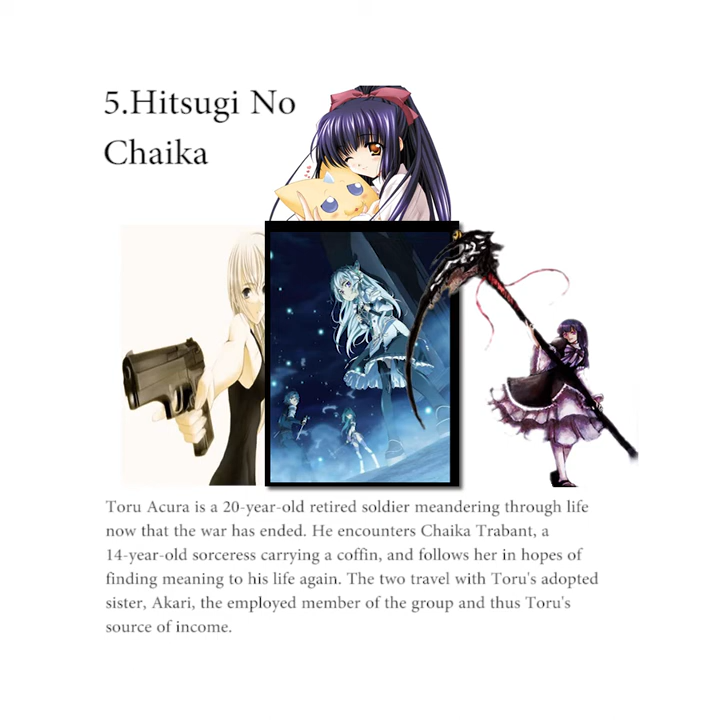 5.Hitsugi No
Chaika
Toru Acura is a 20-year-old retired soldier meandering through life
now that the war has ended. He encounters Chaika Trabant, a
14-year-old sorceress carrying a coffin, and follows her in hopes of
finding meaning to his life again. The two travel with Toru's adopted
sister, Akari, the employed member of the group and thus Toru's
source of income.